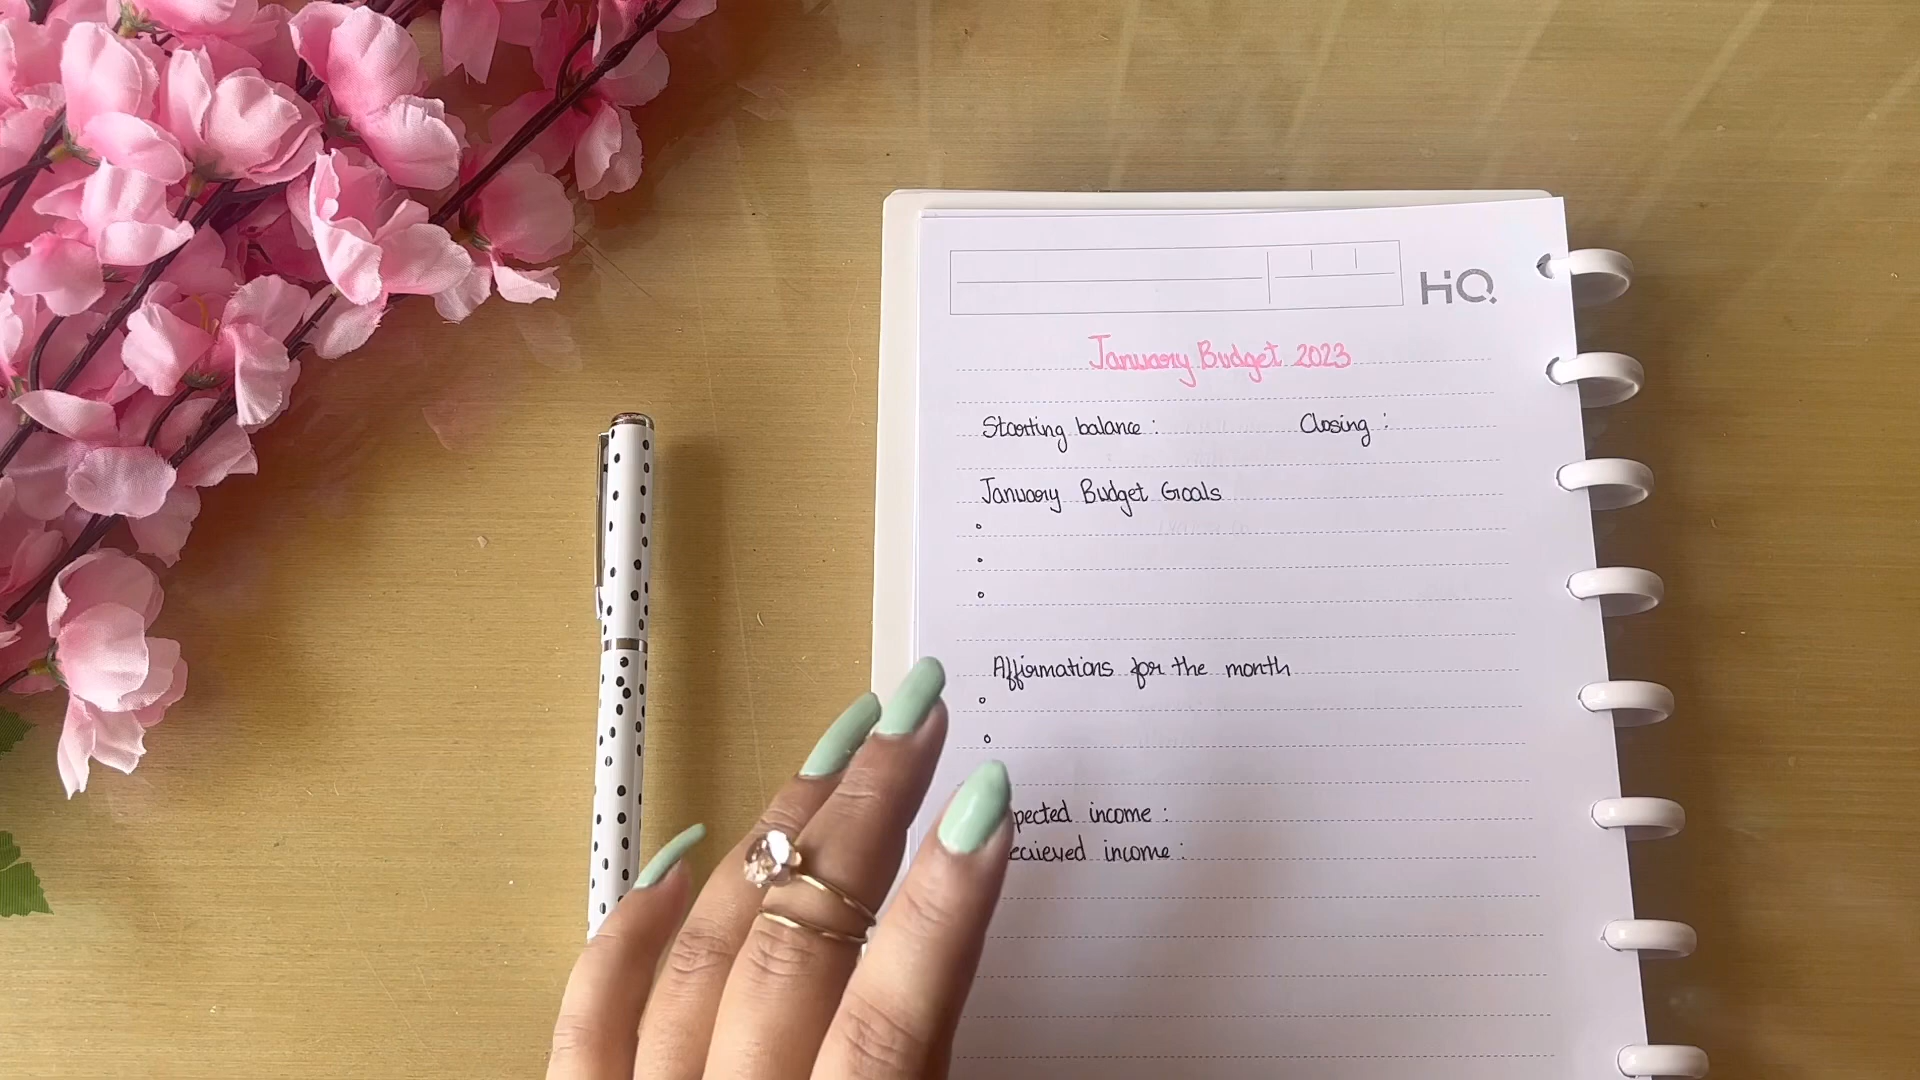 HQ
January Budget 2023
Starting balance : Closing :
January Budget Goals
Affirmations for the month
pected income :
ecieved income :